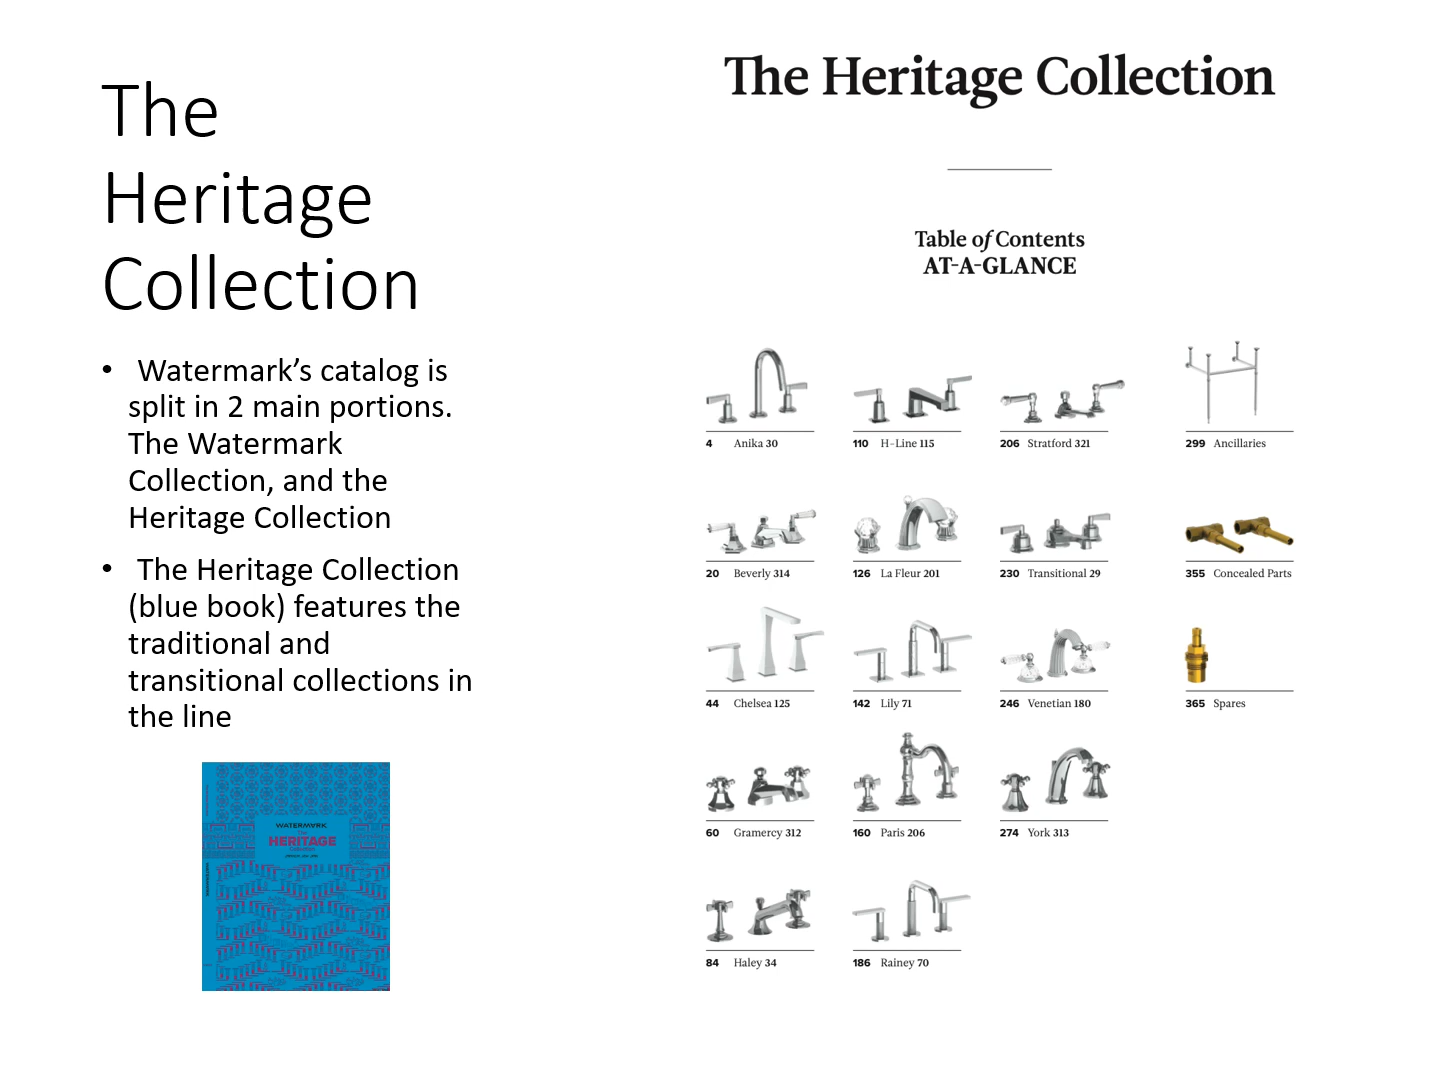 The
Heritage
Collection
• Watermark’s catalog is
split in 2 main portions.
The Watermark
Collection, and the
Heritage Collection
• The Heritage Collection
(blue book) features the
traditional and
transitional collections in
the line
WATERMARK
The
HERITAGE
Collection
The Heritage Collection
Table of Contents
AT-A-GLANCE
4 Anika 30
110 H-Line 115
206 Stratford 321
299 Ancillaries
20 Beverly 314
126 La Fleur 201
230 Transitional 29
355 Concealed Parts
44 Chelsea 125
142 Lily 71
246 Venetian 180
365 Spares
60 Gramercy 312
160 Paris 206
274 York 313
84 Haley 34
186 Rainey 70